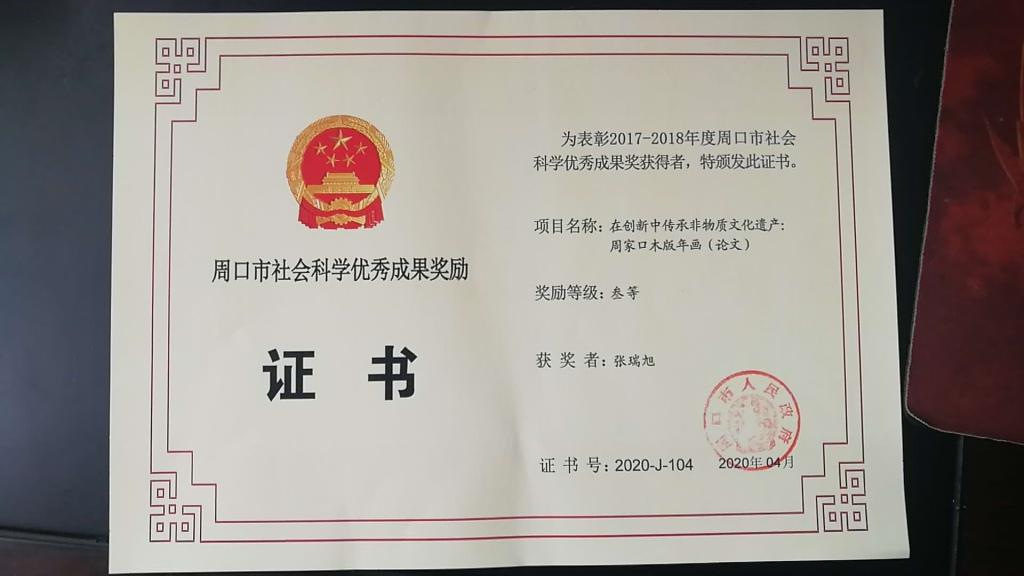 周口市社会科学优秀成果奖励
证 书
为表彰2017-2018年度周口市社会
科学优秀成果奖获得者，特颁发此证书。
项目名称：在创新中传承非物质文化遗产：
周家口木版年画（论文）
奖励等级：叁等
获 奖 者：张瑞旭
周口市人民政府
证 书 号：2020-J-104
2020年04月